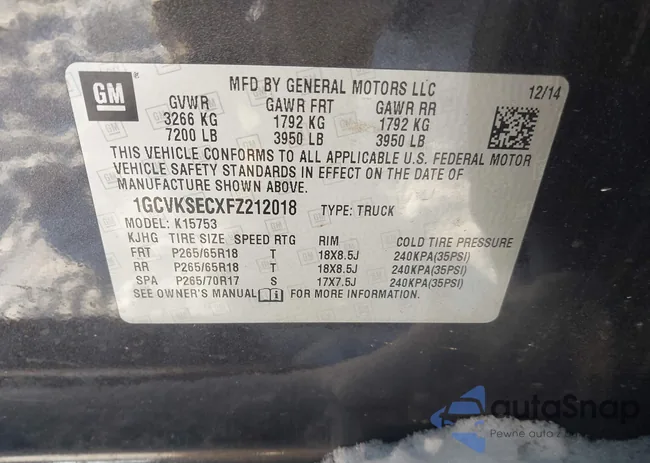 GM
MFD BY GENERAL MOTORS LLC
12/14
GVWR GAWR FRT GAWR RR
3266 KG 1792 KG 1792 KG
7200 LB 3950 LB 3950 LB
THIS VEHICLE CONFORMS TO ALL APPLICABLE U.S. FEDERAL MOTOR
VEHICLE SAFETY STANDARDS IN EFFECT ON THE DATE OF
MANUFACTURE SHOWN ABOVE.
1GCVKSECXFZ212018 TYPE: TRUCK
MODEL: K15753
KJHG TIRE SIZE SPEED RTG RIM COLD TIRE PRESSURE
FRT P265/65R18 T 18X8.5J 240KPA(35PSI)
RR P265/65R18 T 18X8.5J 240KPA(35PSI)
SPA P265/70R17 S 17X7.5J 240KPA(35PSI)
SEE OWNER'S MANUAL FOR MORE INFORMATION.
autoSnap
Pewne auto z